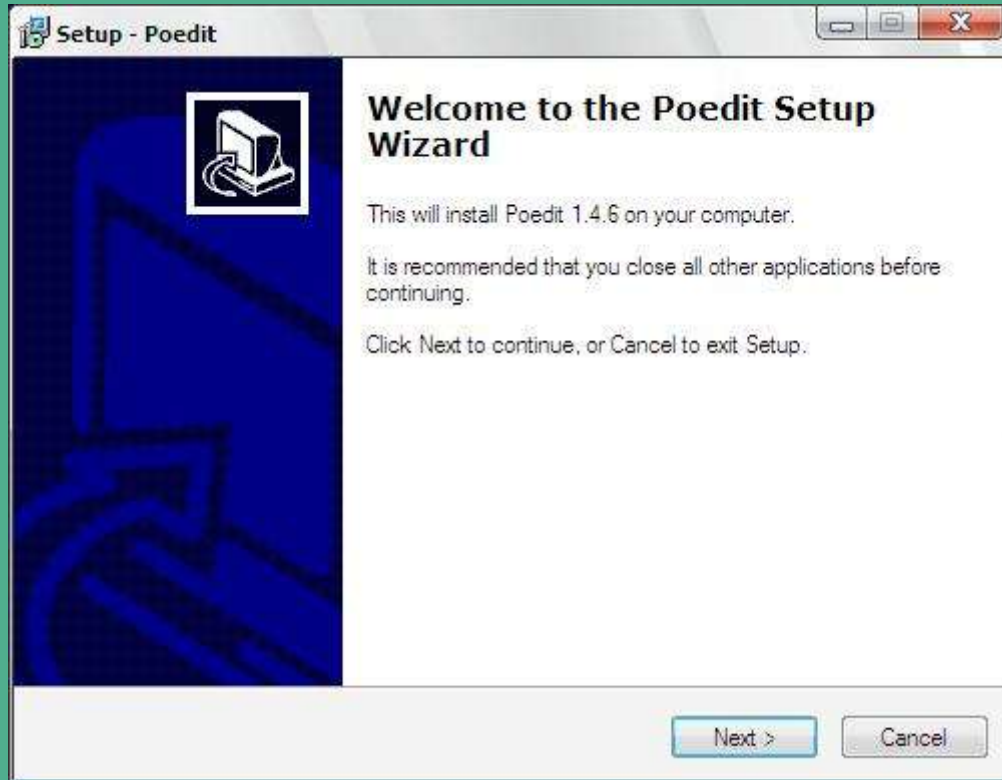 Setup - Poedit
Welcome to the Poedit Setup
Wizard
This will install Poedit 1.4.6 on your computer.
It is recommended that you close all other applications before
continuing.
Click Next to continue, or Cancel to exit Setup.
Next >
Cancel